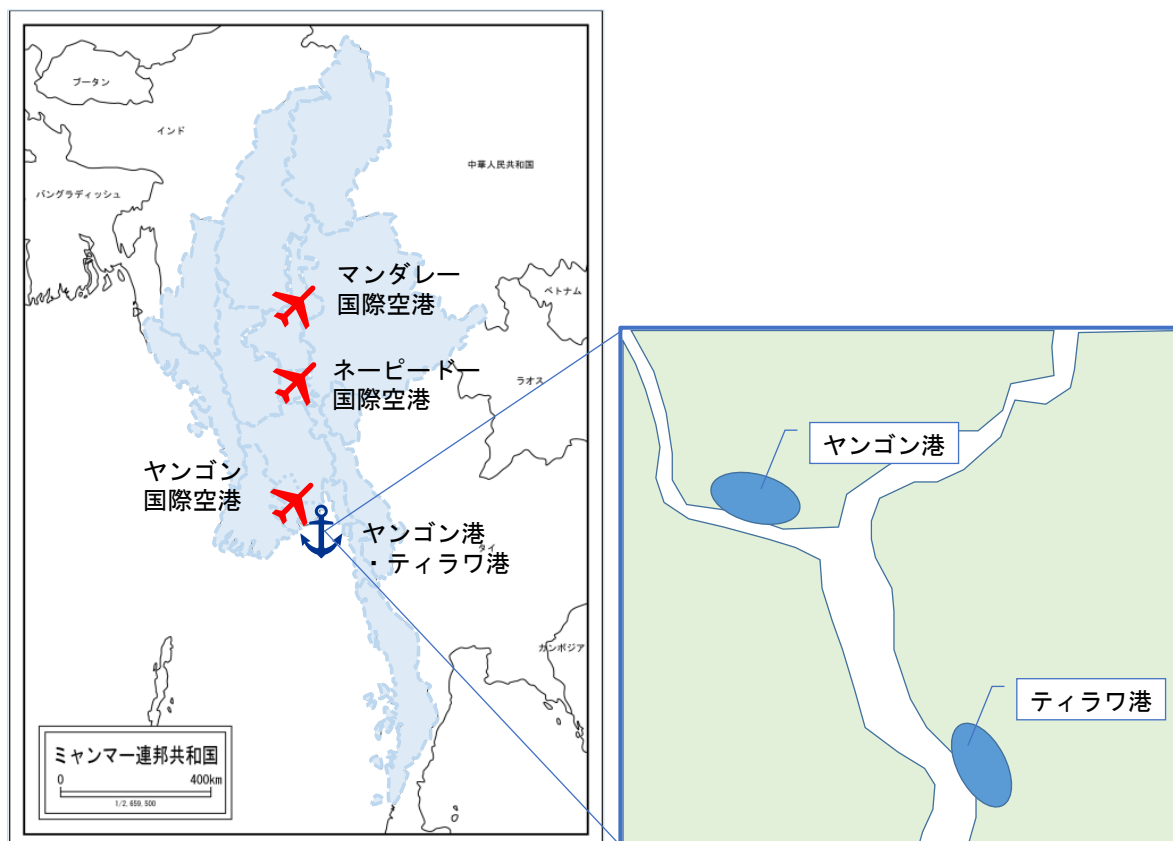 ブータン
インド
中華人民共和国
バングラディッシュ
マンダレー
国際空港
ベトナム
ネーピードー
国際空港
ラオス
ヤンゴン
国際空港
ヤンゴン港
・ティラワ港
タイ
カンボジア
ミャンマー連邦共和国
0 400km
1/2,659,500
ヤンゴン港
ティラワ港